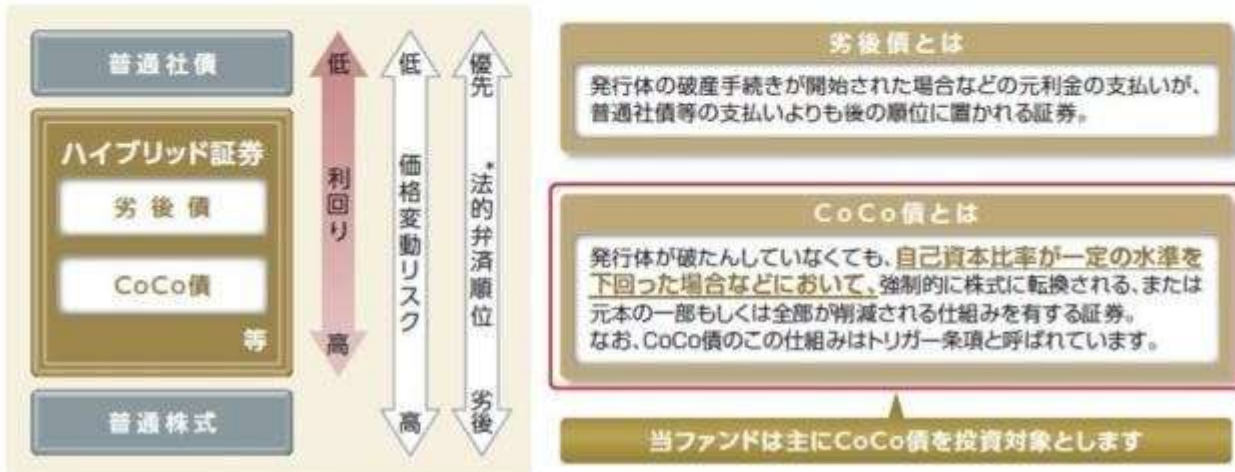 普通社債
ハイブリッド証券
劣後債
CoCo債
等
普通株式
低
利回り
高
低
価格変動リスク
高
優先
*法的弁済順位
劣後
劣後債とは
発行体の破産手続きが開始された場合などの元利金の支払いが、
普通社債等の支払いよりも後の順位に置かれる証券。
CoCo債とは
発行体が破たんしていなくても、自己資本比率が一定の水準を
下回った場合などにおいて、強制的に株式に転換される、または
元本の一部もしくは全部が削減される仕組みを有する証券。
なお、CoCo債のこの仕組みはトリガー条項と呼ばれています。
当ファンドは主にCoCo債を投資対象とします